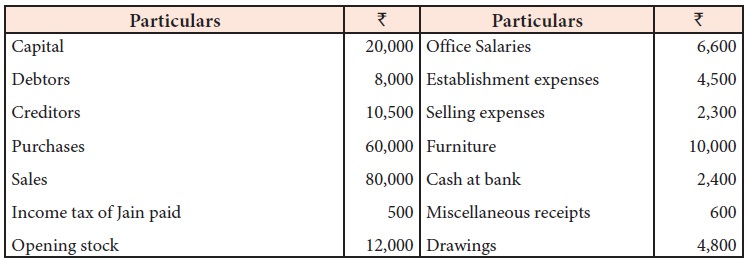 Particulars ₹ Particulars ₹
Capital 20,000 Office Salaries 6,600
Debtors 8,000 Establishment expenses 4,500
Creditors 10,500 Selling expenses 2,300
Purchases 60,000 Furniture 10,000
Sales 80,000 Cash at bank 2,400
Income tax of Jain paid 500 Miscellaneous receipts 600
Opening stock 12,000 Drawings 4,800